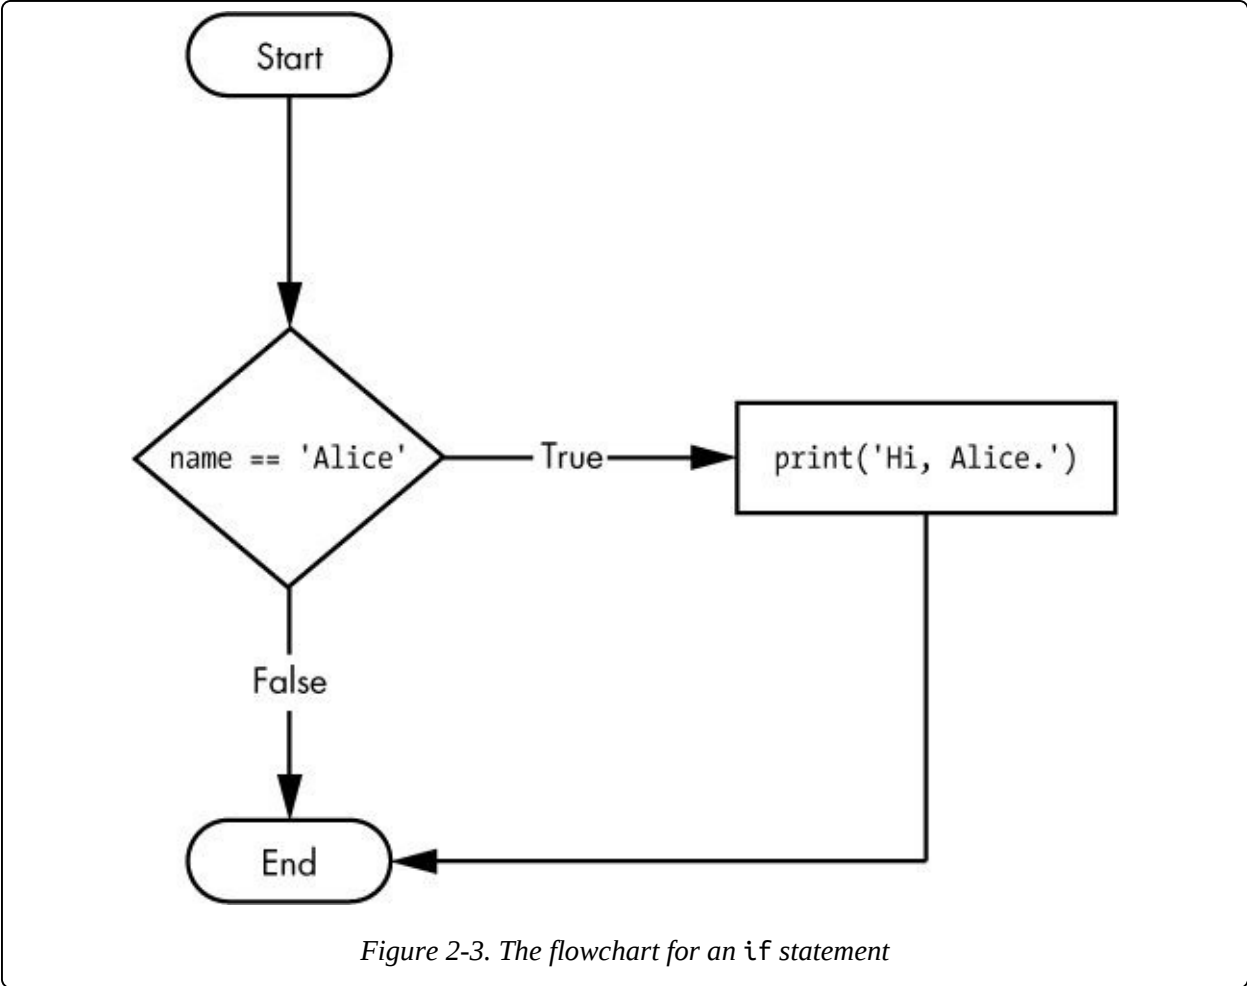 Start
name == 'Alice'
True
print('Hi, Alice.')
False
End
Figure 2-3. The flowchart for an if statement